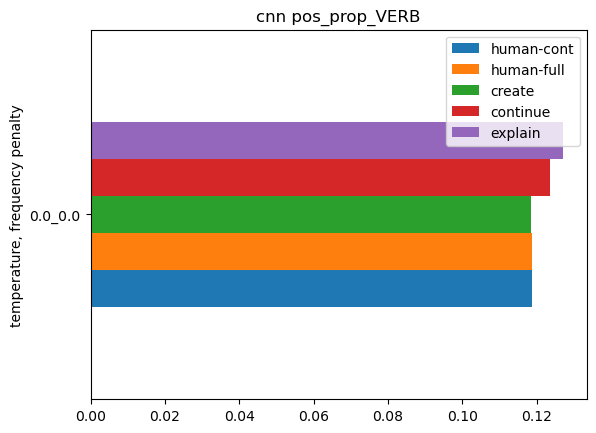 cnn pos_prop_VERB
human-cont
human-full
create
continue
explain
temperature, frequency penalty
0.0_0.0
0.00 0.02 0.04 0.06 0.08 0.10 0.12